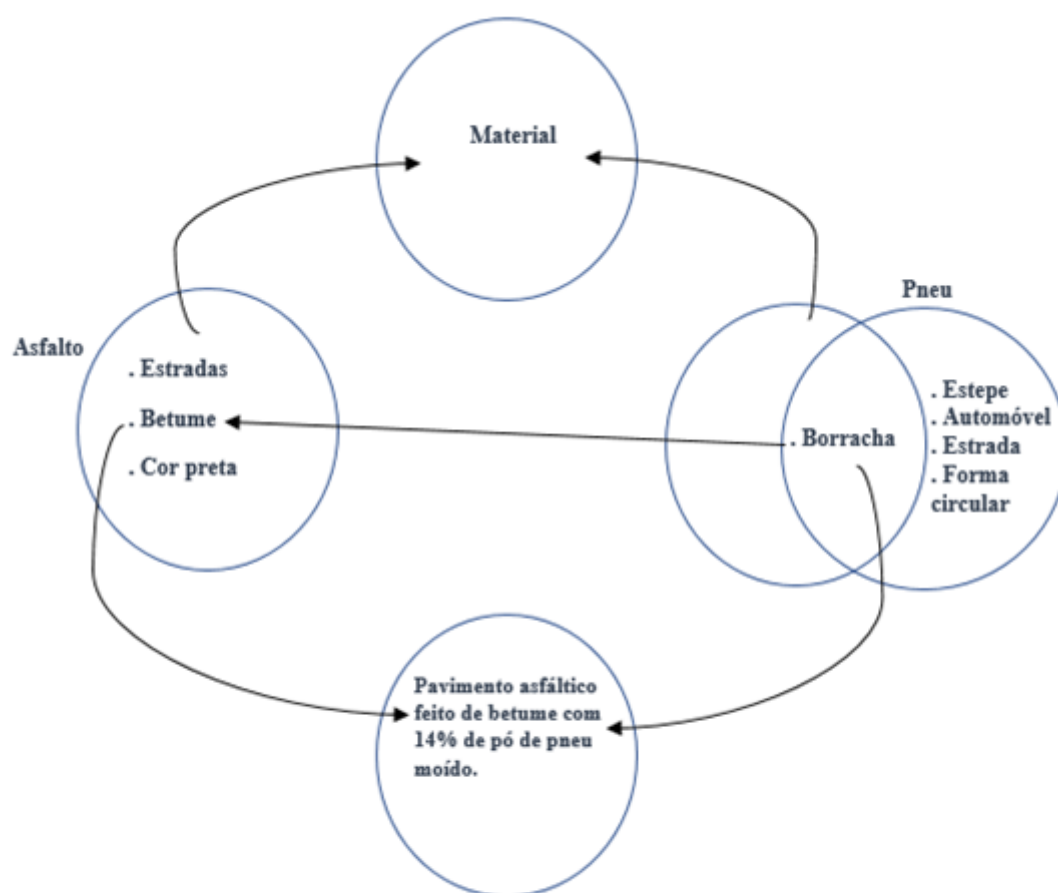 Material
Pneu
Asfalto
. Estradas
. Betume
. Cor preta
. Borracha
. Estepe
. Automóvel
. Estrada
. Forma
circular
Pavimento asfáltico
feito de betume com
14% de pó de pneu
moído.